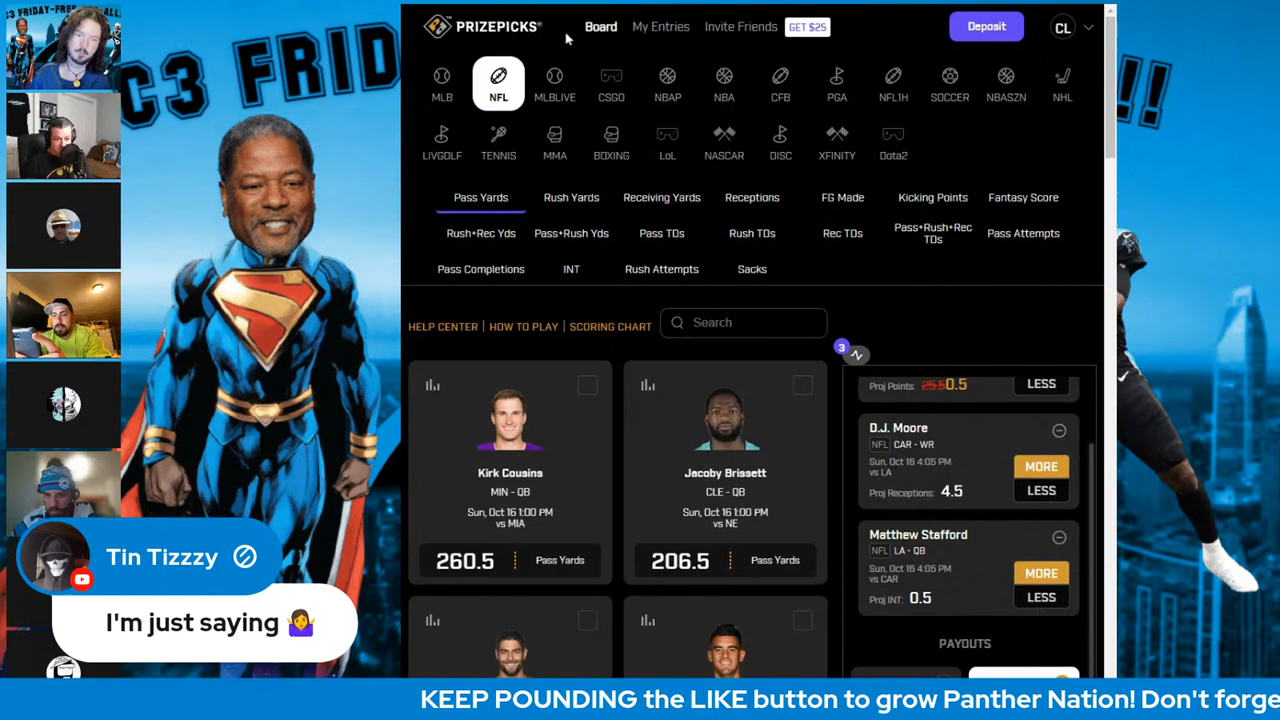 C3 FRIDAY-FREE
ALL!
C3 FRID
!!
PRIZEPICKS
Board
My Entries
Invite Friends
GET $25
Deposit
CL
MLB
NFL
MLBLIVE
CSGO
NBAP
NBA
CFB
PGA
NFL1H
SOCCER
NBASZN
NHL
LIVGOLF
TENNIS
MMA
BOXING
LoL
NASCAR
DISC
XFINITY
Dota2
Pass Yards
Rush Yards
Receiving Yards
Receptions
FG Made
Kicking Points
Fantasy Score
Rush+Rec Yds
Pass+Rush Yds
Pass TDs
Rush TDs
Rec TDs
Pass+Rush+Rec
TDs
Pass Attempts
Pass Completions
INT
Rush Attempts
Sacks
HELP CENTER | HOW TO PLAY | SCORING CHART
Search
3
Kirk Cousins
MIN - QB
Sun, Oct 16 1:00 PM
vs MIA
260.5
Pass Yards
Jacoby Brissett
CLE - QB
Sun, Oct 16 1:00 PM
vs NE
206.5
Pass Yards
Proj Points: 25.5 0.5
LESS
D.J. Moore
NFL CAR - WR
Sun, Oct 16 4:05 PM
vs LA
Proj Receptions: 4.5
MORE
LESS
Matthew Stafford
NFL LA - QB
Sun, Oct 16 4:05 PM
vs CAR
Proj INT: 0.5
MORE
LESS
PAYOUTS
Tin Tizzzy
I'm just saying 🤷‍♀️
KEEP POUNDING the LIKE button to grow Panther Nation! Don't forge